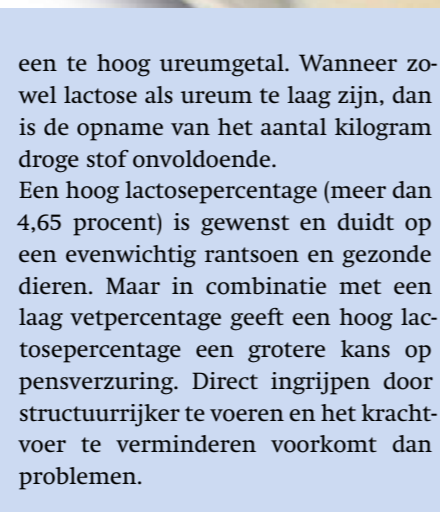 een te hoog ureumgetal. Wanneer zo-
wel lactose als ureum te laag zijn, dan
is de opname van het aantal kilogram
droge stof onvoldoende.
Een hoog lactosepercentage (meer dan
4,65 procent) is gewenst en duidt op
een evenwichtig rantsoen en gezonde
dieren. Maar in combinatie met een
laag vetpercentage geeft een hoog lac-
tosepercentage een grotere kans op
pensverzuring. Direct ingrijpen door
structuurrijker te voeren en het kracht-
voer te verminderen voorkomt dan
problemen.